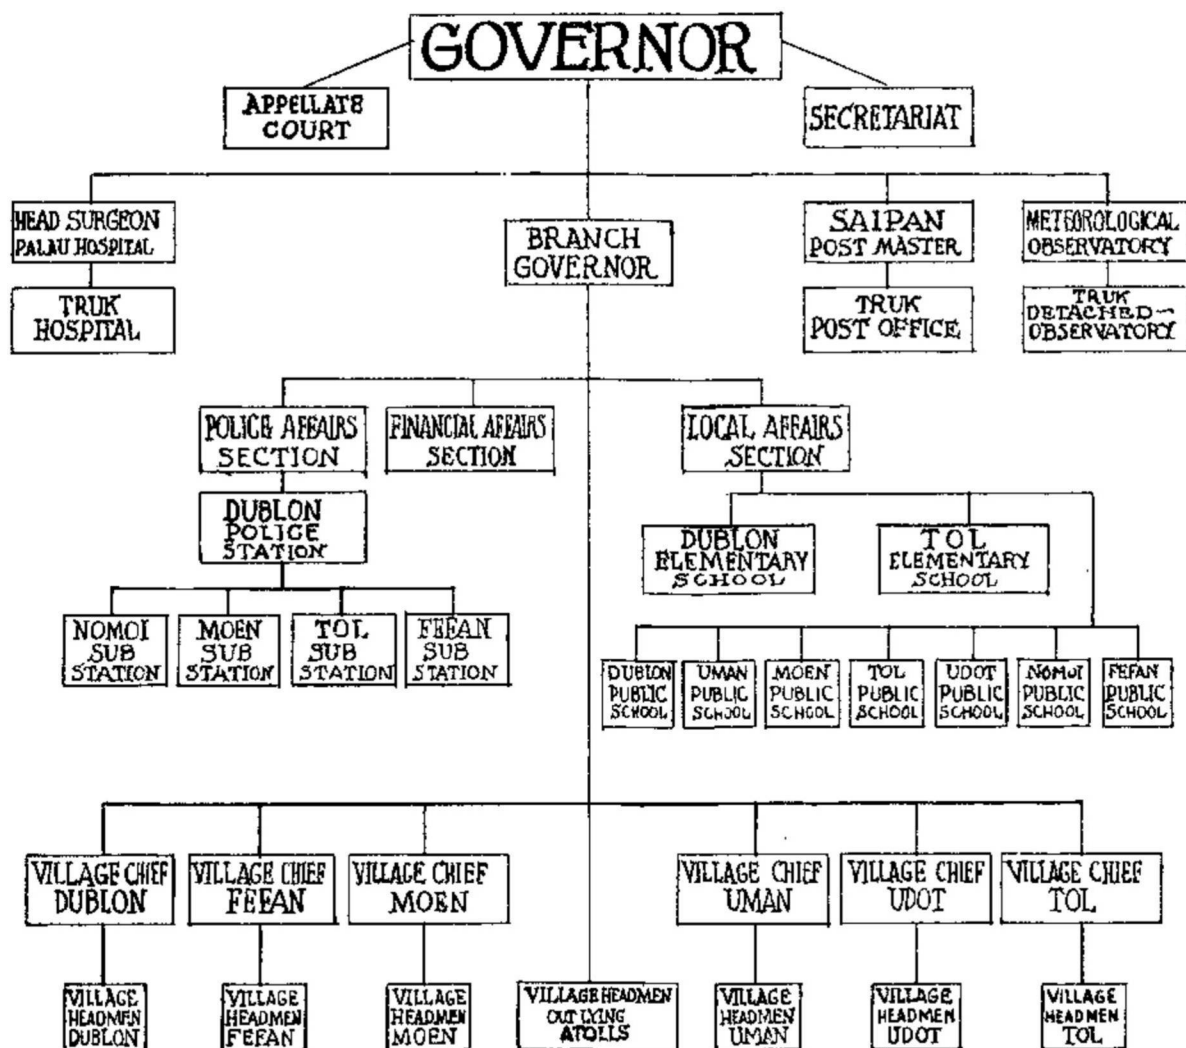 GOVERNOR
APPELLATE
COURT
SECRETARIAT
HEAD SURGEON
PALAU HOSPITAL
BRANCH
GOVERNOR
SAIPAN
POST MASTER
METEOROLOGICAL
OBSERVATORY
TRUK
HOSPITAL
TRUK
POST OFFICE
TRUK
DETACHED-
OBSERVATORY
POLICE AFFAIRS
SECTION
FINANCIAL AFFAIRS
SECTION
LOCAL AFFAIRS
SECTION
DUBLON
POLICE
STATION
DUBLON
ELEMENTARY
SCHOOL
TOL
ELEMENTARY
SCHOOL
NOMOI
SUB
STATION
MOEN
SUB
STATION
TOL
SUB
STATION
FEFAN
SUB
STATION
DUBLON
PUBLIC
SCHOOL
UMAN
PUBLIC
SCHOOL
MOEN
PUBLIC
SCHOOL
TOL
PUBLIC
SCHOOL
UDOT
PUBLIC
SCHOOL
NOMOI
PUBLIC
SCHOOL
FEFAN
PUBLIC
SCHOOL
VILLAGE CHIEF
DUBLON
VILLAGE CHIEF
FEFAN
VILLAGE CHIEF
MOEN
VILLAGE CHIEF
UMAN
VILLAGE CHIEF
UDOT
VILLAGE CHIEF
TOL
VILLAGE
HEADMEN
DUBLON
VILLAGE
HEADMEN
FEFAN
VILLAGE
HEADMEN
MOEN
VILLAGE HEADMEN
OUT LYING
ATOLLS
VILLAGE
HEADMEN
UMAN
VILLAGE
HEADMEN
UDOT
VILLAGE
HEADMEN
TOL